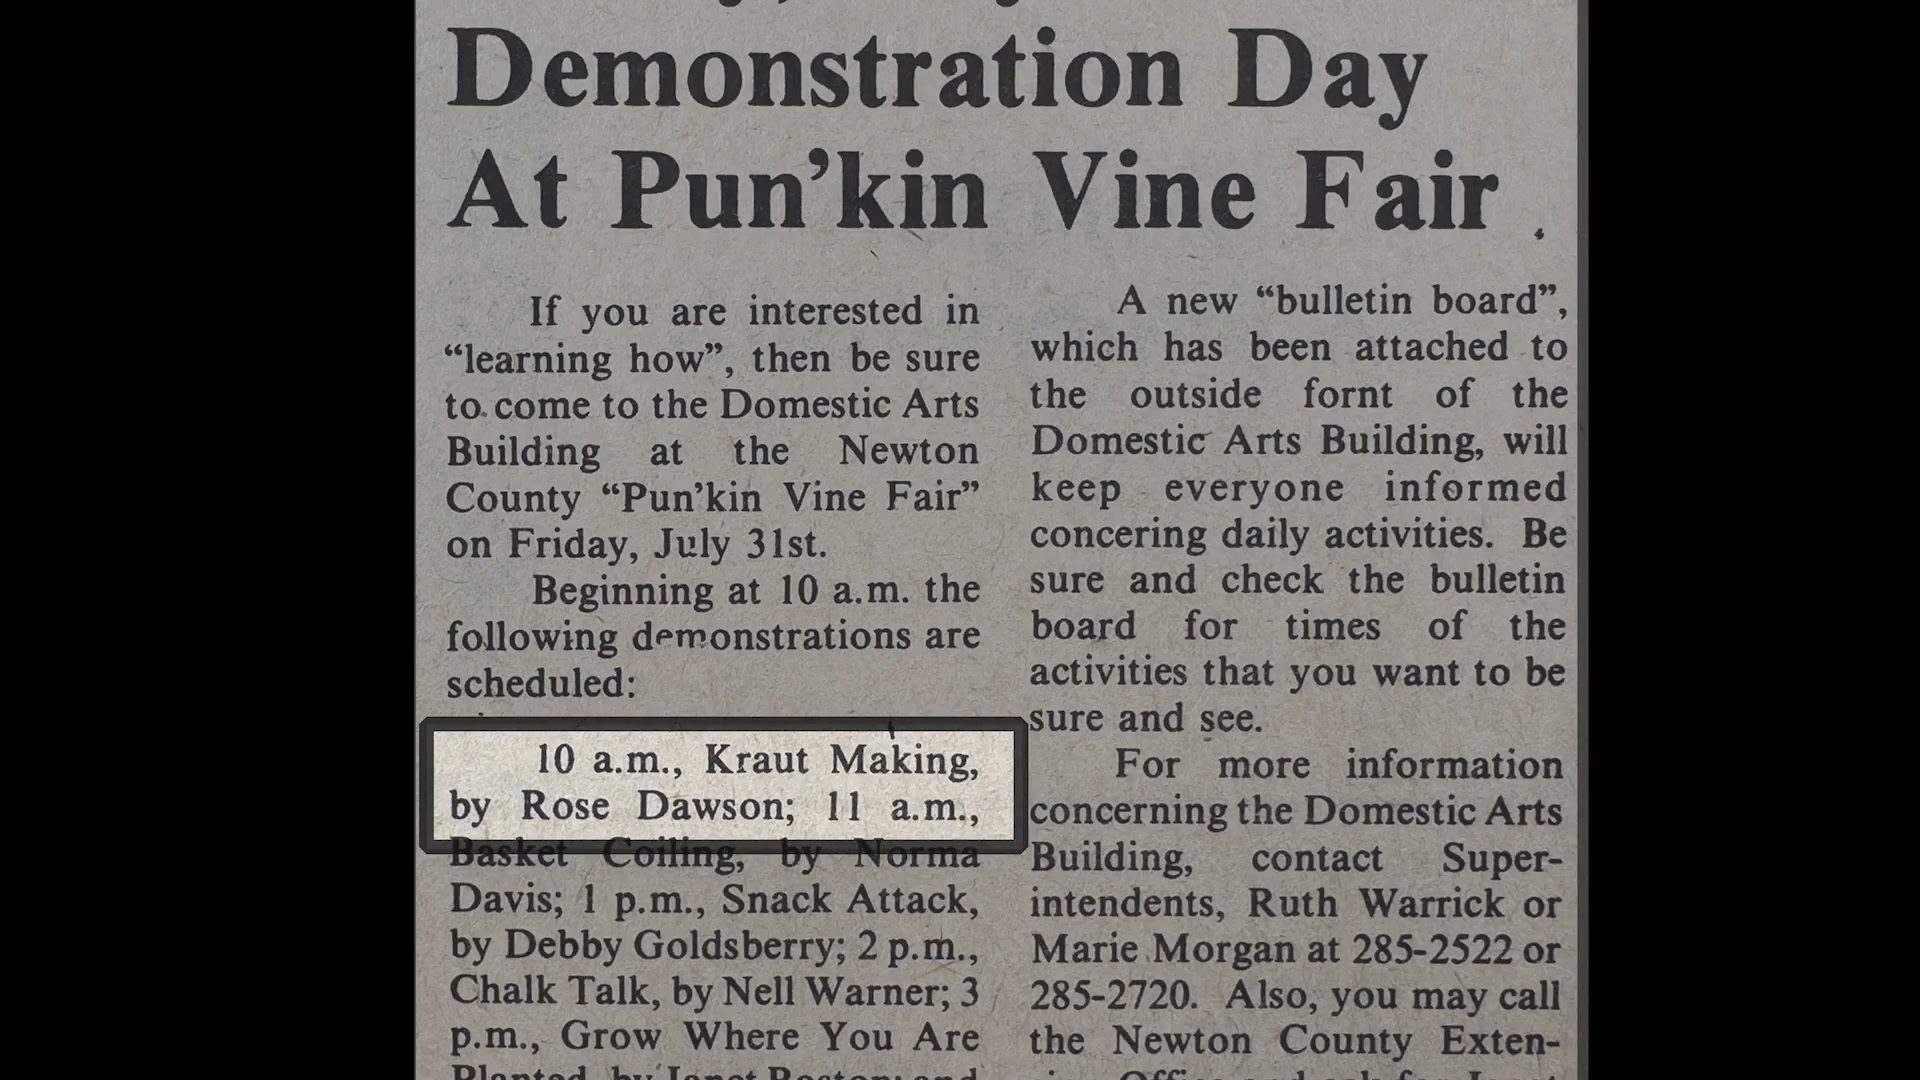 Demonstration Day
At Pun'kin Vine Fair
If you are interested in
“learning how”, then be sure
to come to the Domestic Arts
Building at the Newton
County “Pun'kin Vine Fair”
on Friday, July 31st.
Beginning at 10 a.m. the
following demonstrations are
scheduled:
10 a.m., Kraut Making,
by Rose Dawson; 11 a.m.,
Basket Coiling, by Norma
Davis; 1 p.m., Snack Attack,
by Debby Goldsberry; 2 p.m.,
Chalk Talk, by Nell Warner; 3
p.m., Grow Where You Are
Planted, by Janet
A new “bulletin board”,
which has been attached to
the outside fornt of the
Domestic Arts Building, will
keep everyone informed
concering daily activities. Be
sure and check the bulletin
board for times of the
activities that you want to be
sure and see.
For more information
concerning the Domestic Arts
Building, contact Super-
intendents, Ruth Warrick or
Marie Morgan at 285-2522 or
285-2720. Also, you may call
the Newton County Exten-